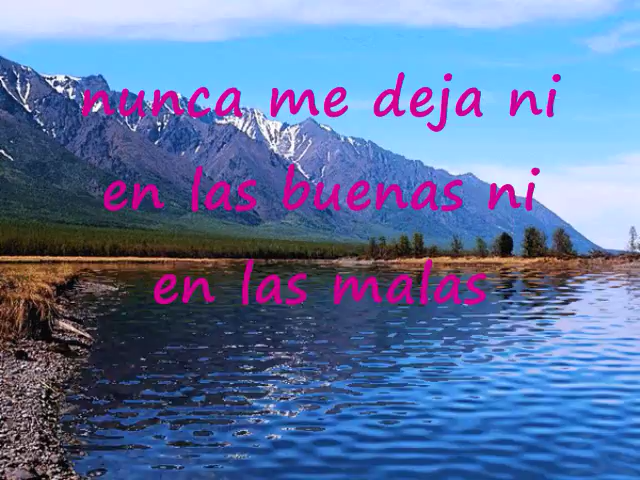 nunca me deja ni
en las buenas ni
en las malas